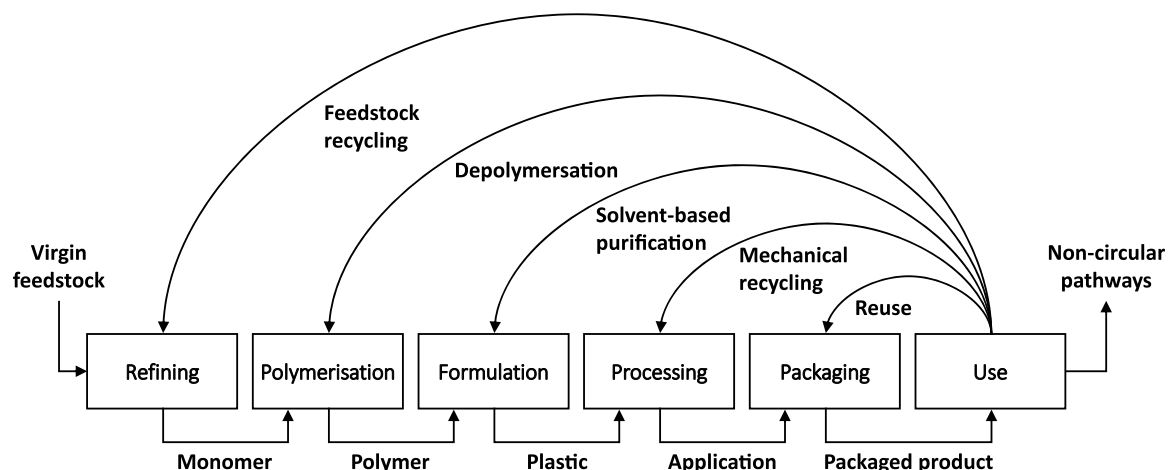 Feedstock
recycling
Depolymersation
Solvent-based
purification
Mechanical
recycling
Reuse
Virgin
feedstock
Non-circular
pathways
Refining
Polymerisation
Formulation
Processing
Packaging
Use
Monomer
Polymer
Plastic
Application
Packaged product